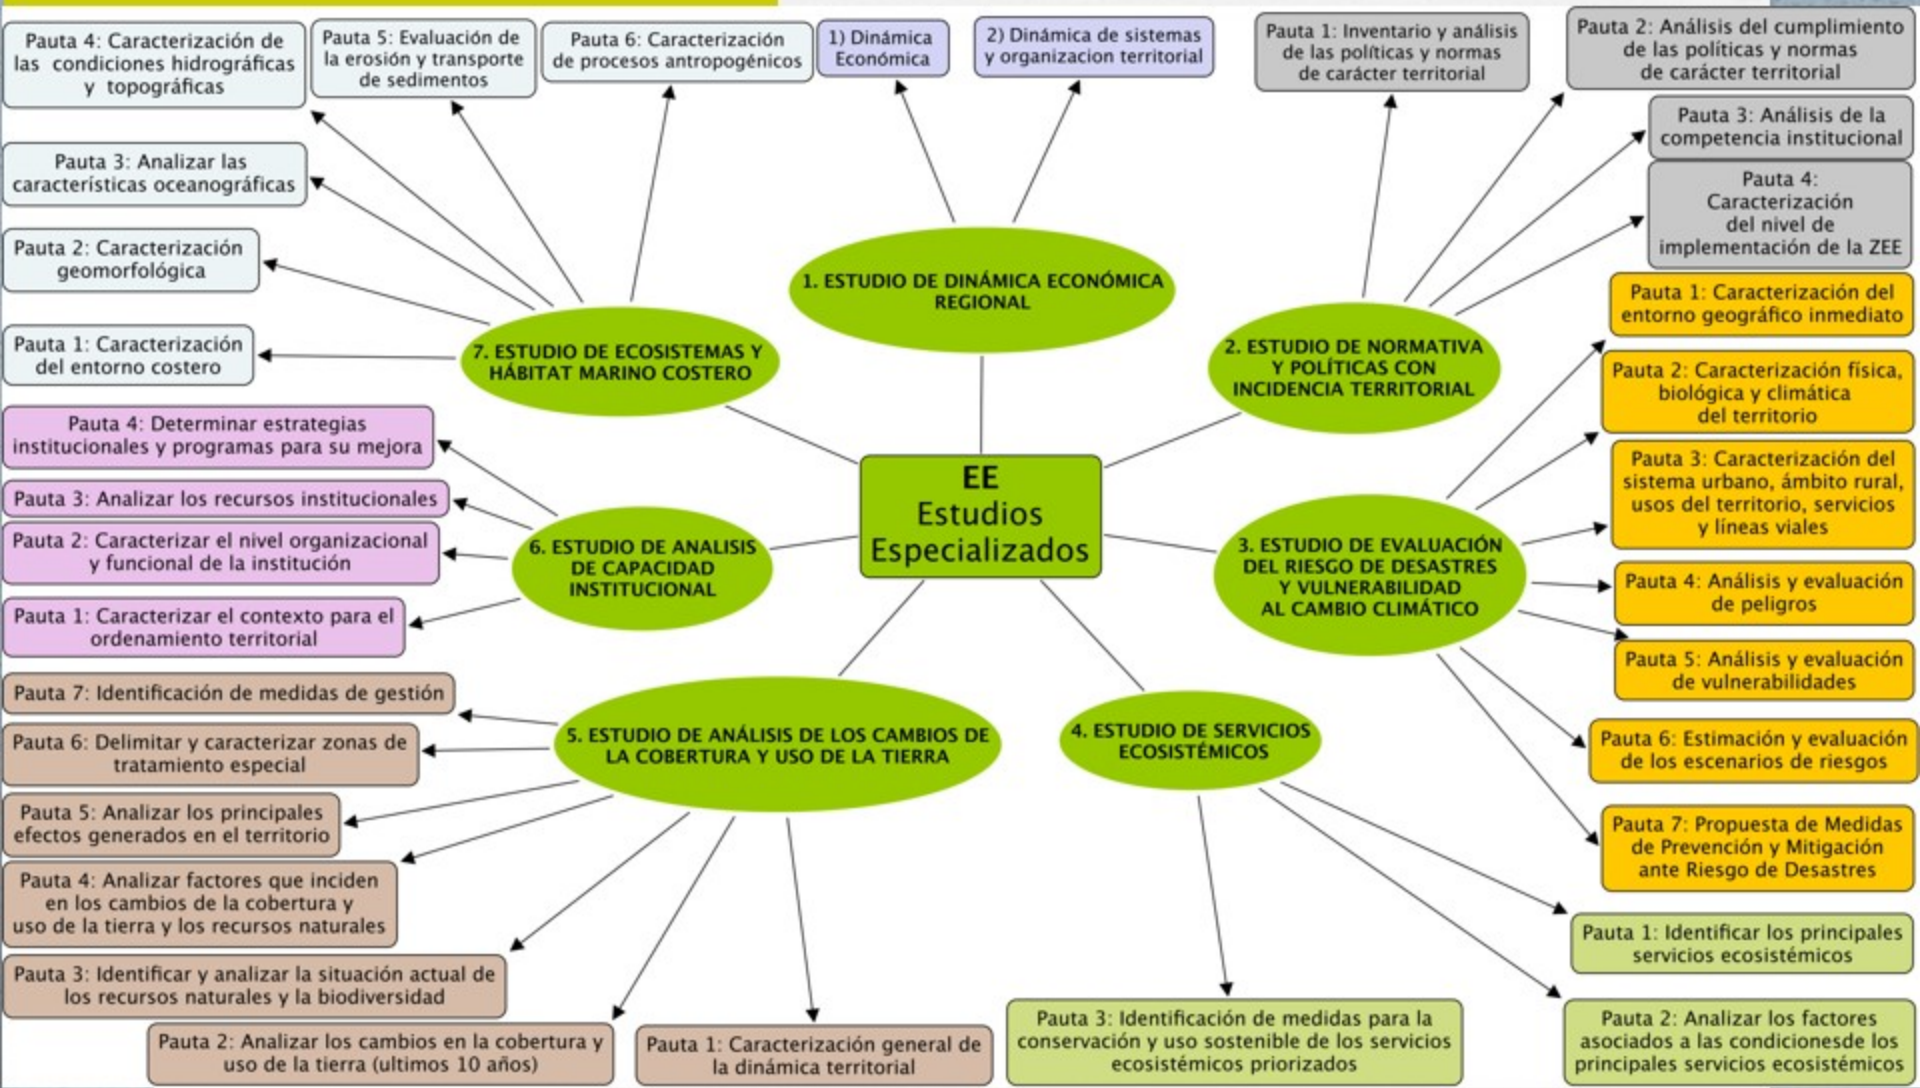 EE
Estudios
Especializados
1. ESTUDIO DE DINÁMICA ECONÓMICA
REGIONAL
1) Dinámica
Económica
2) Dinámica de sistemas
y organizacion territorial
2. ESTUDIO DE NORMATIVA
Y POLÍTICAS CON
INCIDENCIA TERRITORIAL
Pauta 1: Inventario y análisis
de las políticas y normas
de carácter territorial
Pauta 2: Análisis del cumplimiento
de las políticas y normas
de carácter territorial
Pauta 3: Análisis de la
competencia institucional
Pauta 4:
Caracterización
del nivel de
implementación de la ZEE
3. ESTUDIO DE EVALUACIÓN
DEL RIESGO DE DESASTRES
Y VULNERABILIDAD
AL CAMBIO CLIMÁTICO
Pauta 1: Caracterización del
entorno geográfico inmediato
Pauta 2: Caracterización física,
biológica y climática
del territorio
Pauta 3: Caracterización del
sistema urbano, ámbito rural,
usos del territorio, servicios
y líneas viales
Pauta 4: Análisis y evaluación
de peligros
Pauta 5: Análisis y evaluación
de vulnerabilidades
Pauta 6: Estimación y evaluación
de los escenarios de riesgos
Pauta 7: Propuesta de Medidas
de Prevención y Mitigación
ante Riesgo de Desastres
4. ESTUDIO DE SERVICIOS
ECOSISTÉMICOS
Pauta 1: Identificar los principales
servicios ecosistémicos
Pauta 2: Analizar los factores
asociados a las condicionesde los
principales servicios ecosistémicos
Pauta 3: Identificación de medidas para la
conservación y uso sostenible de los servicios
ecosistémicos priorizados
5. ESTUDIO DE ANÁLISIS DE LOS CAMBIOS DE
LA COBERTURA Y USO DE LA TIERRA
Pauta 1: Caracterización general de
la dinámica territorial
Pauta 2: Analizar los cambios en la cobertura y
uso de la tierra (ultimos 10 años)
Pauta 3: Identificar y analizar la situación actual de
los recursos naturales y la biodiversidad
Pauta 4: Analizar factores que inciden
en los cambios de la cobertura y
uso de la tierra y los recursos naturales
Pauta 5: Analizar los principales
efectos generados en el territorio
Pauta 6: Delimitar y caracterizar zonas de
tratamiento especial
Pauta 7: Identificación de medidas de gestión
6. ESTUDIO DE ANALISIS
DE CAPACIDAD
INSTITUCIONAL
Pauta 1: Caracterizar el contexto para el
ordenamiento territorial
Pauta 2: Caracterizar el nivel organizacional
y funcional de la institución
Pauta 3: Analizar los recursos institucionales
Pauta 4: Determinar estrategias
institucionales y programas para su mejora
7. ESTUDIO DE ECOSISTEMAS Y
HÁBITAT MARINO COSTERO
Pauta 1: Caracterización
del entorno costero
Pauta 2: Caracterización
geomorfológica
Pauta 3: Analizar las
características oceanográficas
Pauta 4: Caracterización de
las condiciones hidrográficas
y topográficas
Pauta 5: Evaluación de
la erosión y transporte
de sedimentos
Pauta 6: Caracterización
de procesos antropogénicos